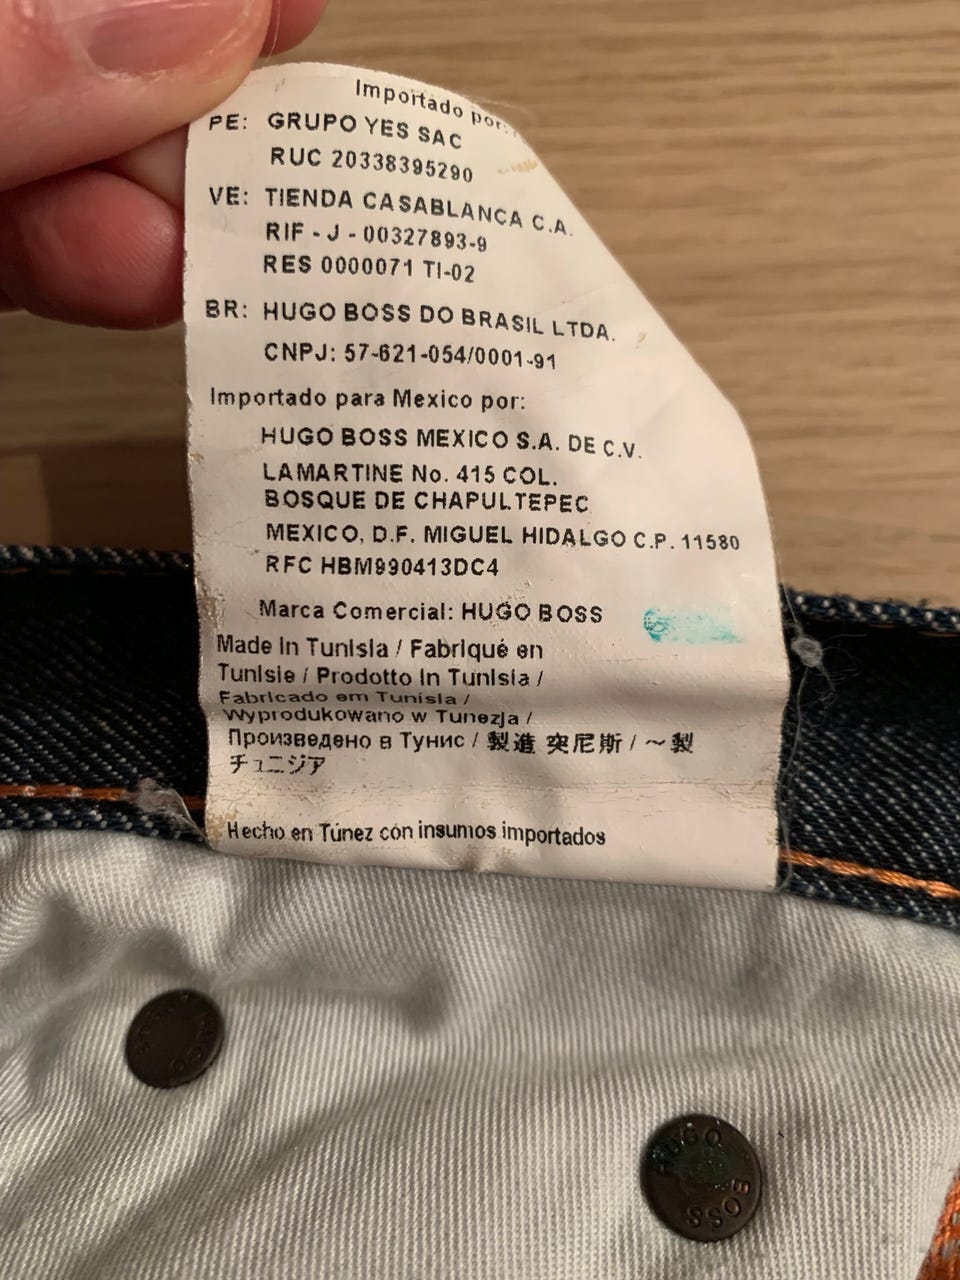 Importado por:
PE: GRUPO YES SAC
RUC 20338395290
VE: TIENDA CASABLANCA C.A.
RIF - J - 00327893-9
RES 0000071 TI-02
BR: HUGO BOSS DO BRASIL LTDA.
CNPJ: 57-621-054/0001-91
Importado para Mexico por:
HUGO BOSS MEXICO S.A. DE C.V.
LAMARTINE No. 415 COL.
BOSQUE DE CHAPULTEPEC
MEXICO, D.F. MIGUEL HIDALGO C.P. 11580
RFC HBM990413DC4
Marca Comercial: HUGO BOSS
Made in Tunisia / Fabriqué en
Tunisie / Prodotto in Tunisia /
Fabricado em Tunisia /
Wyprodukowano w Tunezja /
Произведено в Тунис / 製造 突尼斯 / ～製
チュニジア
Hecho en Túnez con insumos importados
HUGO BOSS
HUGO BOSS